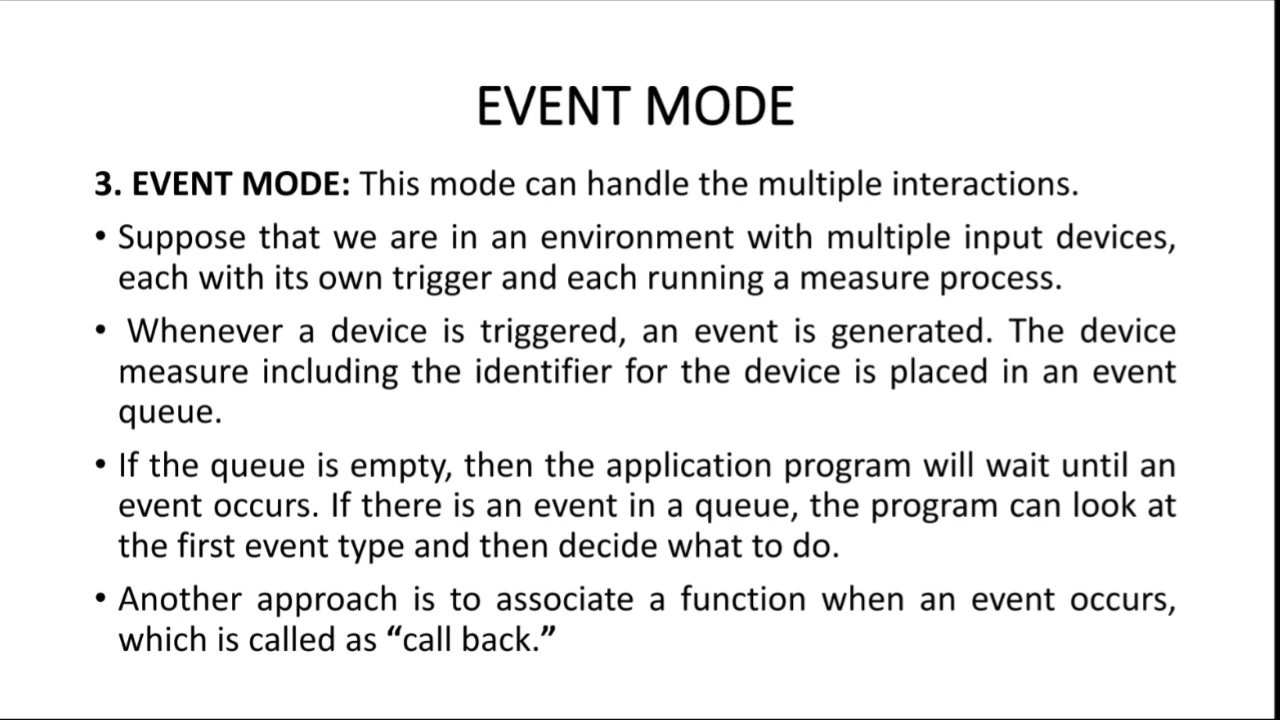 EVENT MODE
3. EVENT MODE: This mode can handle the multiple interactions.
• Suppose that we are in an environment with multiple input devices,
each with its own trigger and each running a measure process.
• Whenever a device is triggered, an event is generated. The device
measure including the identifier for the device is placed in an event
queue.
• If the queue is empty, then the application program will wait until an
event occurs. If there is an event in a queue, the program can look at
the first event type and then decide what to do.
• Another approach is to associate a function when an event occurs,
which is called as “call back.”